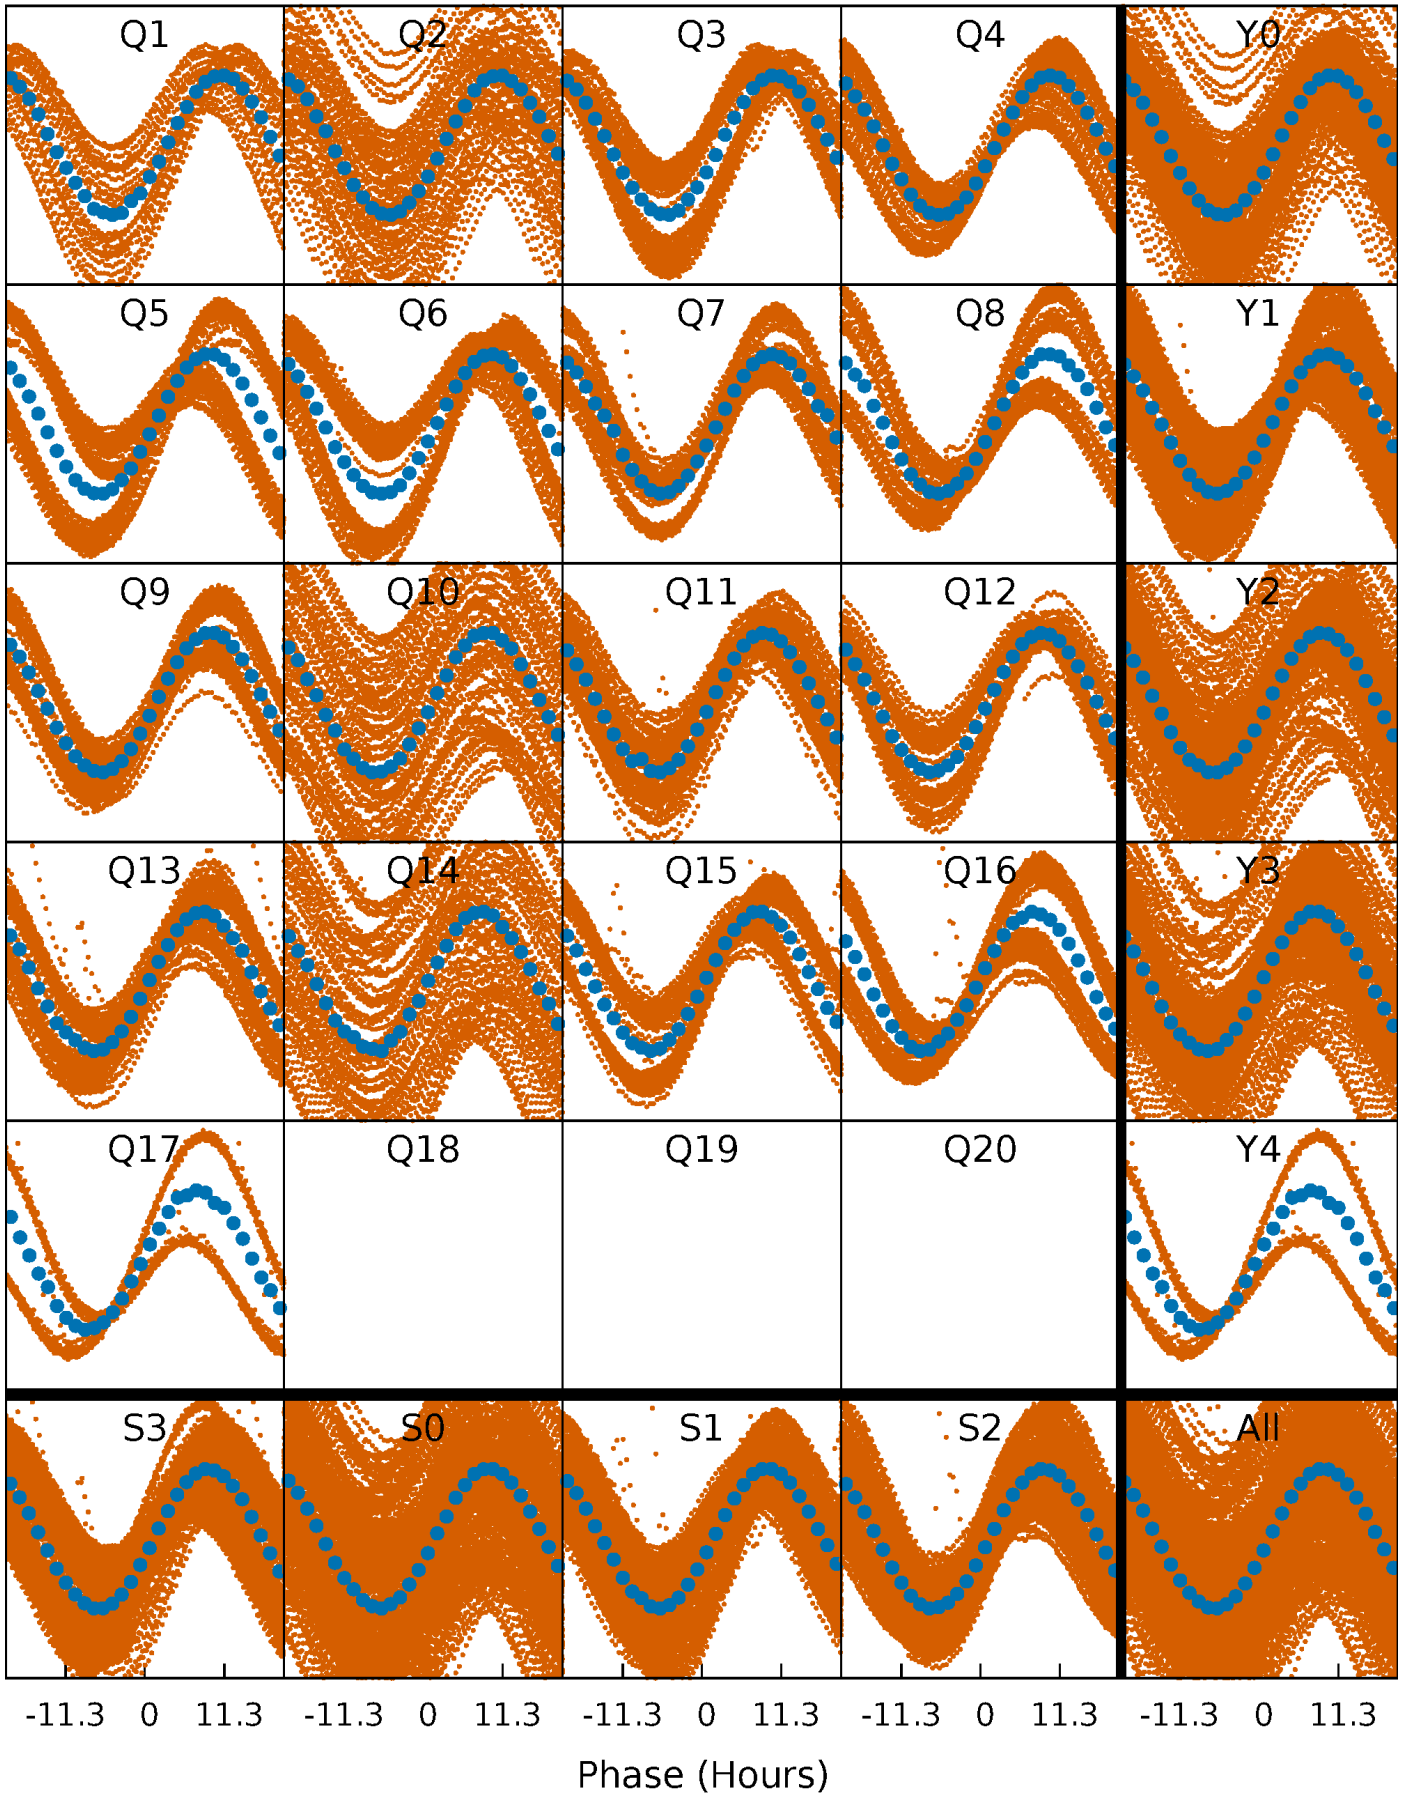 Q1 Q2 Q3 Q4 Y0
Q5 Q6 Q7 Q8 Y1
Q9 Q10 Q11 Q12 Y2
Q13 Q14 Q15 Q16 Y3
Q17 Q18 Q19 Q20 Y4
S3 S0 S1 S2 All
-11.3 0 11.3 -11.3 0 11.3 -11.3 0 11.3 -11.3 0 11.3 -11.3 0 11.3
Phase (Hours)